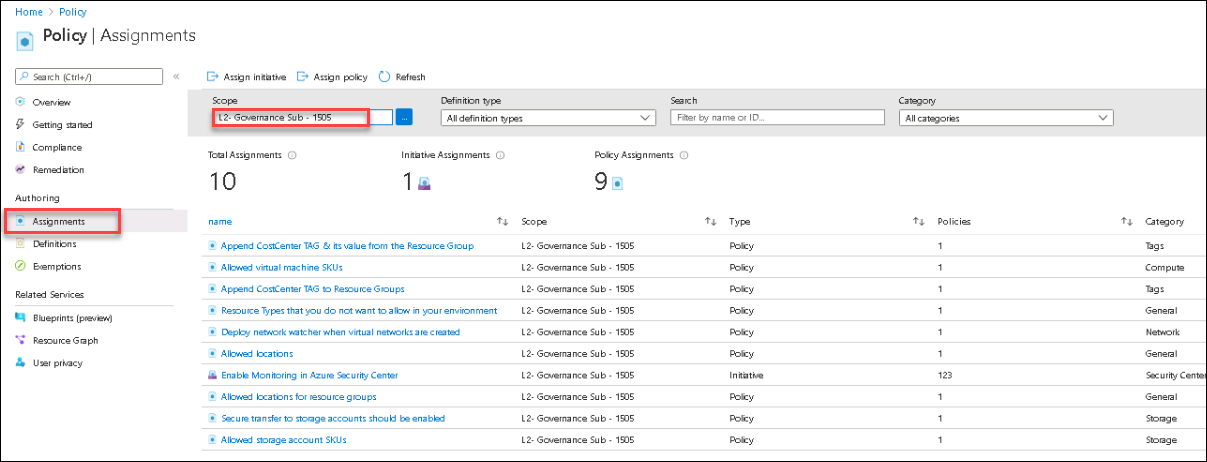 Home > Policy
Policy | Assignments
Search (Ctrl+/)
«
Overview
Getting started
Compliance
Remediation
Authoring
Assignments
Definitions
Exemptions
Related Services
Blueprints (preview)
Resource Graph
User privacy
Assign initiative Assign policy Refresh
Scope Definition type Search Category
L2- Governance Sub - 1505 ... All definition types Filter by name or ID... All categories
Total Assignments Initiative Assignments Policy Assignments
10 1 9
name Scope Type Policies Category
Append CostCenter TAG & its value from the Resource Group L2- Governance Sub - 1505 Policy 1 Tags
Allowed virtual machine SKUs L2- Governance Sub - 1505 Policy 1 Compute
Append CostCenter TAG to Resource Groups L2- Governance Sub - 1505 Policy 1 Tags
Resource Types that you do not want to allow in your environment L2- Governance Sub - 1505 Policy 1 General
Deploy network watcher when virtual networks are created L2- Governance Sub - 1505 Policy 1 Network
Allowed locations L2- Governance Sub - 1505 Policy 1 General
Enable Monitoring in Azure Security Center L2- Governance Sub - 1505 Initiative 123 Security Center
Allowed locations for resource groups L2- Governance Sub - 1505 Policy 1 General
Secure transfer to storage accounts should be enabled L2- Governance Sub - 1505 Policy 1 Storage
Allowed storage account SKUs L2- Governance Sub - 1505 Policy 1 Storage